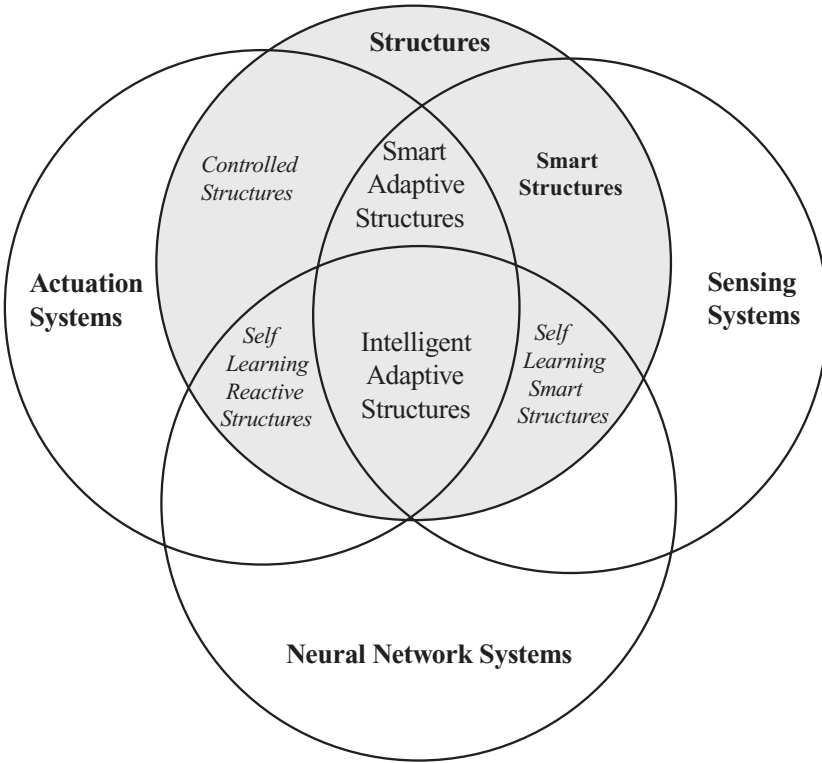 Structures
Controlled
Structures
Smart
Adaptive
Structures
Smart
Structures
Actuation
Systems
Sensing
Systems
Self
Learning
Reactive
Structures
Intelligent
Adaptive
Structures
Self
Learning
Smart
Structures
Neural Network Systems